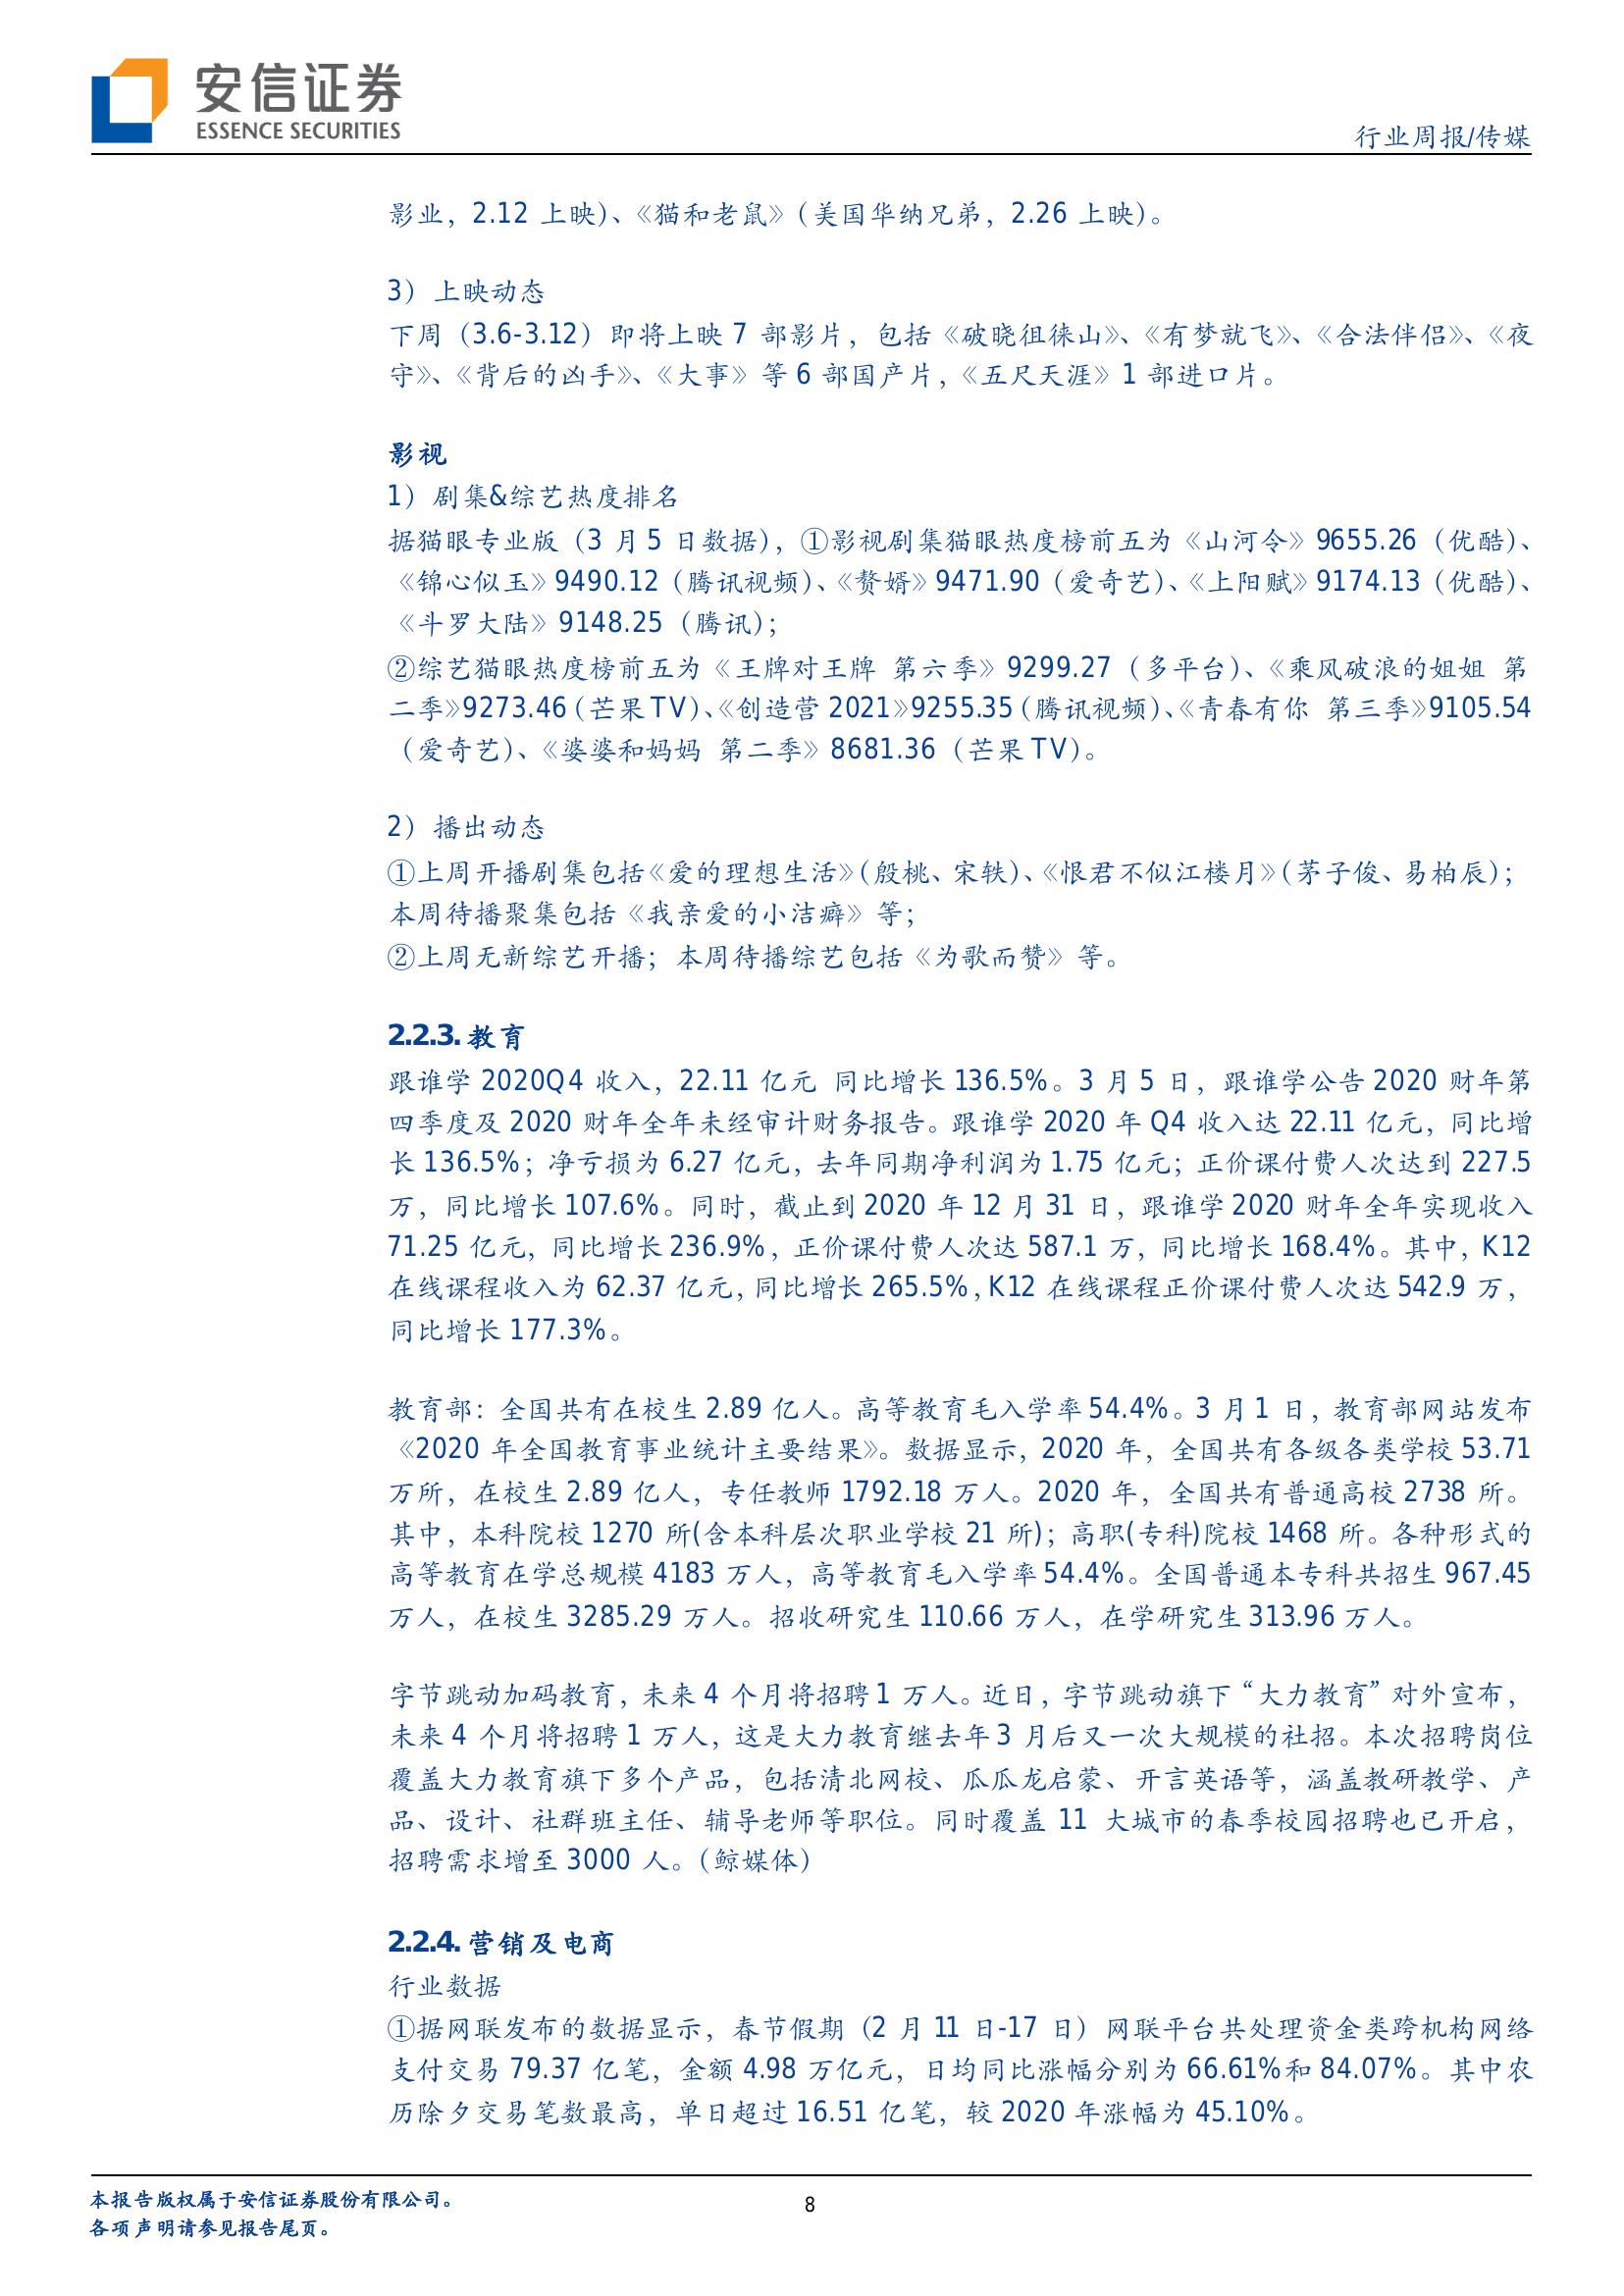 安信证券
ESSENCE SECURITIES
行业周报/传媒
影业，2.12 上映）、《猫和老鼠》（美国华纳兄弟，2.26 上映）。
3）上映动态
下周（3.6-3.12）即将上映 7 部影片，包括《破晓徂徕山》、《有梦就飞》、《合法伴侣》、《夜
守》、《背后的凶手》、《大事》等 6 部国产片，《五尺天涯》1 部进口片。
影视
1）剧集&综艺热度排名
据猫眼专业版（3 月 5 日数据），①影视剧集猫眼热度榜前五为《山河令》9655.26（优酷）、
《锦心似玉》9490.12（腾讯视频）、《赘婿》9471.90（爱奇艺）、《上阳赋》9174.13（优酷）、
《斗罗大陆》9148.25（腾讯）；
②综艺猫眼热度榜前五为《王牌对王牌 第六季》9299.27（多平台）、《乘风破浪的姐姐 第
二季》9273.46（芒果 TV）、《创造营 2021》9255.35（腾讯视频）、《青春有你 第三季》9105.54
（爱奇艺）、《婆婆和妈妈 第二季》8681.36（芒果 TV）。
2）播出动态
①上周开播剧集包括《爱的理想生活》（殷桃、宋轶）、《恨君不似江楼月》（茅子俊、易柏辰）；
本周待播聚集包括《我亲爱的小洁癖》等；
②上周无新综艺开播；本周待播综艺包括《为歌而赞》等。
2.2.3. 教育
跟谁学 2020Q4 收入，22.11 亿元 同比增长 136.5%。3 月 5 日，跟谁学公告 2020 财年第
四季度及 2020 财年全年未经审计财务报告。跟谁学 2020 年 Q4 收入达 22.11 亿元，同比增
长 136.5%；净亏损为 6.27 亿元，去年同期净利润为 1.75 亿元；正价课付费人次达到 227.5
万，同比增长 107.6%。同时，截止到 2020 年 12 月 31 日，跟谁学 2020 财年全年实现收入
71.25 亿元，同比增长 236.9%，正价课付费人次达 587.1 万，同比增长 168.4%。其中，K12
在线课程收入为 62.37 亿元，同比增长 265.5%，K12 在线课程正价课付费人次达 542.9 万，
同比增长 177.3%。
教育部：全国共有在校生 2.89 亿人。高等教育毛入学率 54.4%。3 月 1 日，教育部网站发布
《2020 年全国教育事业统计主要结果》。数据显示，2020 年，全国共有各级各类学校 53.71
万所，在校生 2.89 亿人，专任教师 1792.18 万人。2020 年，全国共有普通高校 2738 所。
其中，本科院校 1270 所(含本科层次职业学校 21 所)；高职(专科)院校 1468 所。各种形式的
高等教育在学总规模 4183 万人，高等教育毛入学率 54.4%。全国普通本专科共招生 967.45
万人，在校生 3285.29 万人。招收研究生 110.66 万人，在学研究生 313.96 万人。
字节跳动加码教育，未来 4 个月将招聘 1 万人。近日，字节跳动旗下“大力教育”对外宣布，
未来 4 个月将招聘 1 万人，这是大力教育继去年 3 月后又一次大规模的社招。本次招聘岗位
覆盖大力教育旗下多个产品，包括清北网校、瓜瓜龙启蒙、开言英语等，涵盖教研教学、产
品、设计、社群班主任、辅导老师等职位。同时覆盖 11 大城市的春季校园招聘也已开启，
招聘需求增至 3000 人。（鲸媒体）
2.2.4. 营销及电商
行业数据
①据网联发布的数据显示，春节假期（2 月 11 日-17 日）网联平台共处理资金类跨机构网络
支付交易 79.37 亿笔，金额 4.98 万亿元，日均同比涨幅分别为 66.61%和 84.07%。其中农
历除夕交易笔数最高，单日超过 16.51 亿笔，较 2020 年涨幅为 45.10%。
本报告版权属于安信证券股份有限公司。
各项声明请参见报告尾页。
8